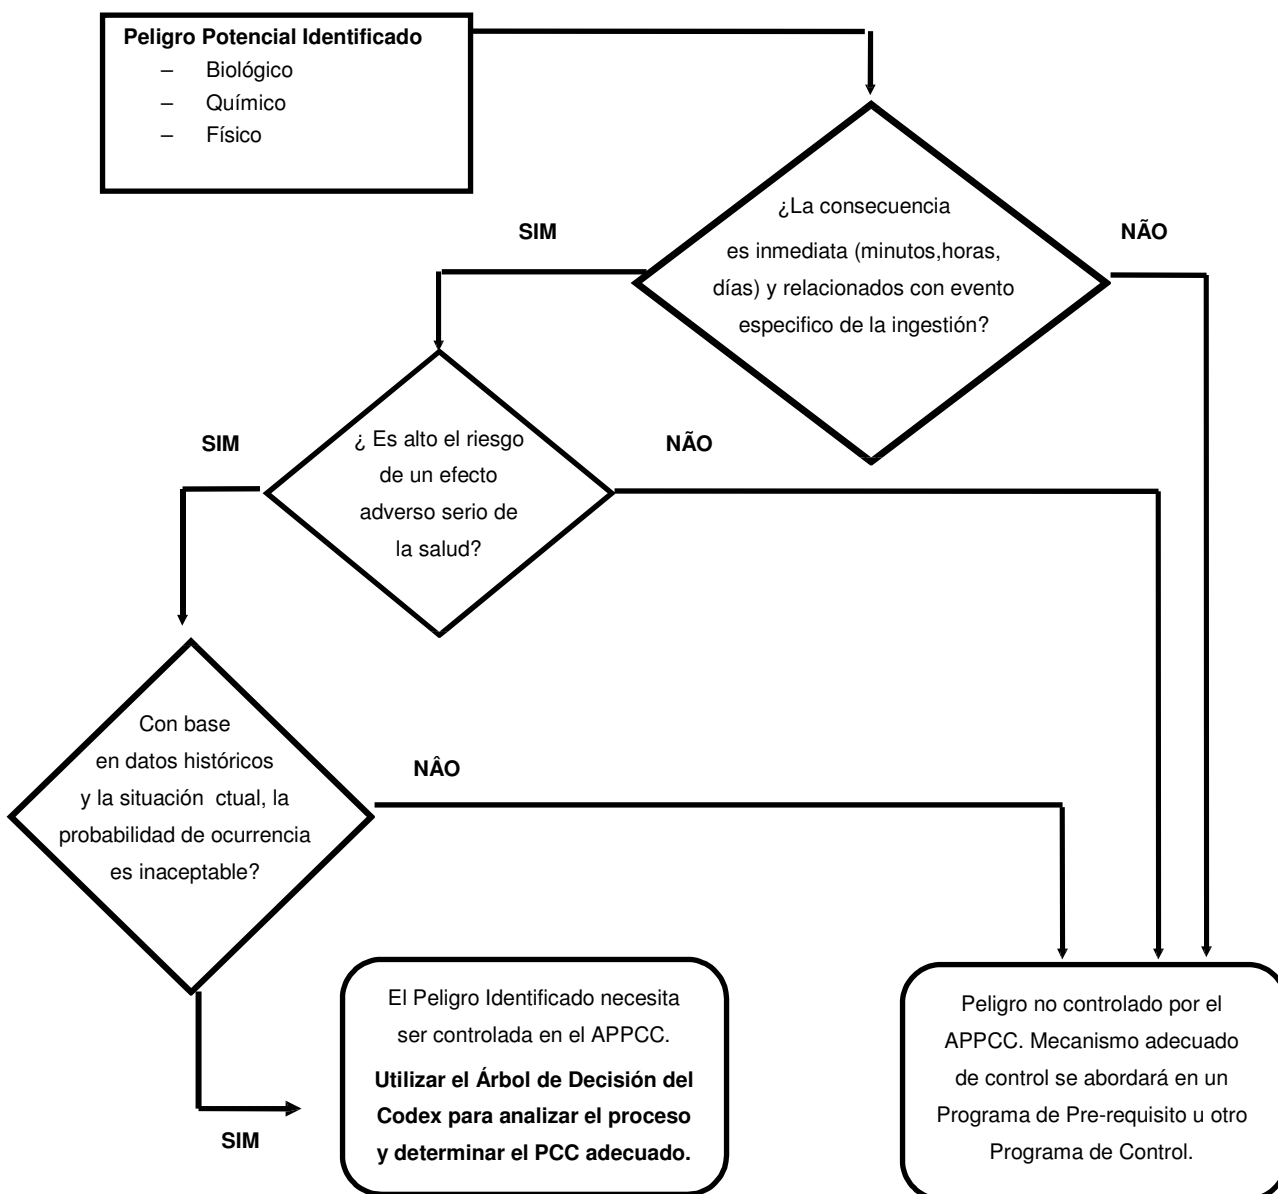 Peligro Potencial Identificado
– Biológico
– Químico
– Físico
¿La consecuencia
es inmediata (minutos,horas,
días) y relacionados con evento
especifico de la ingestión?
SIM
NÃO
¿ Es alto el riesgo
de un efecto
adverso serio de
la salud?
SIM
NÃO
Con base
en datos históricos
y la situación ctual, la
probabilidad de ocurrencia
es inaceptable?
NÂO
SIM
El Peligro Identificado necesita
ser controlada en el APPCC.
Utilizar el Árbol de Decisión del
Codex para analizar el proceso
y determinar el PCC adecuado.
Peligro no controlado por el
APPCC. Mecanismo adecuado
de control se abordará en un
Programa de Pre-requisito u otro
Programa de Control.